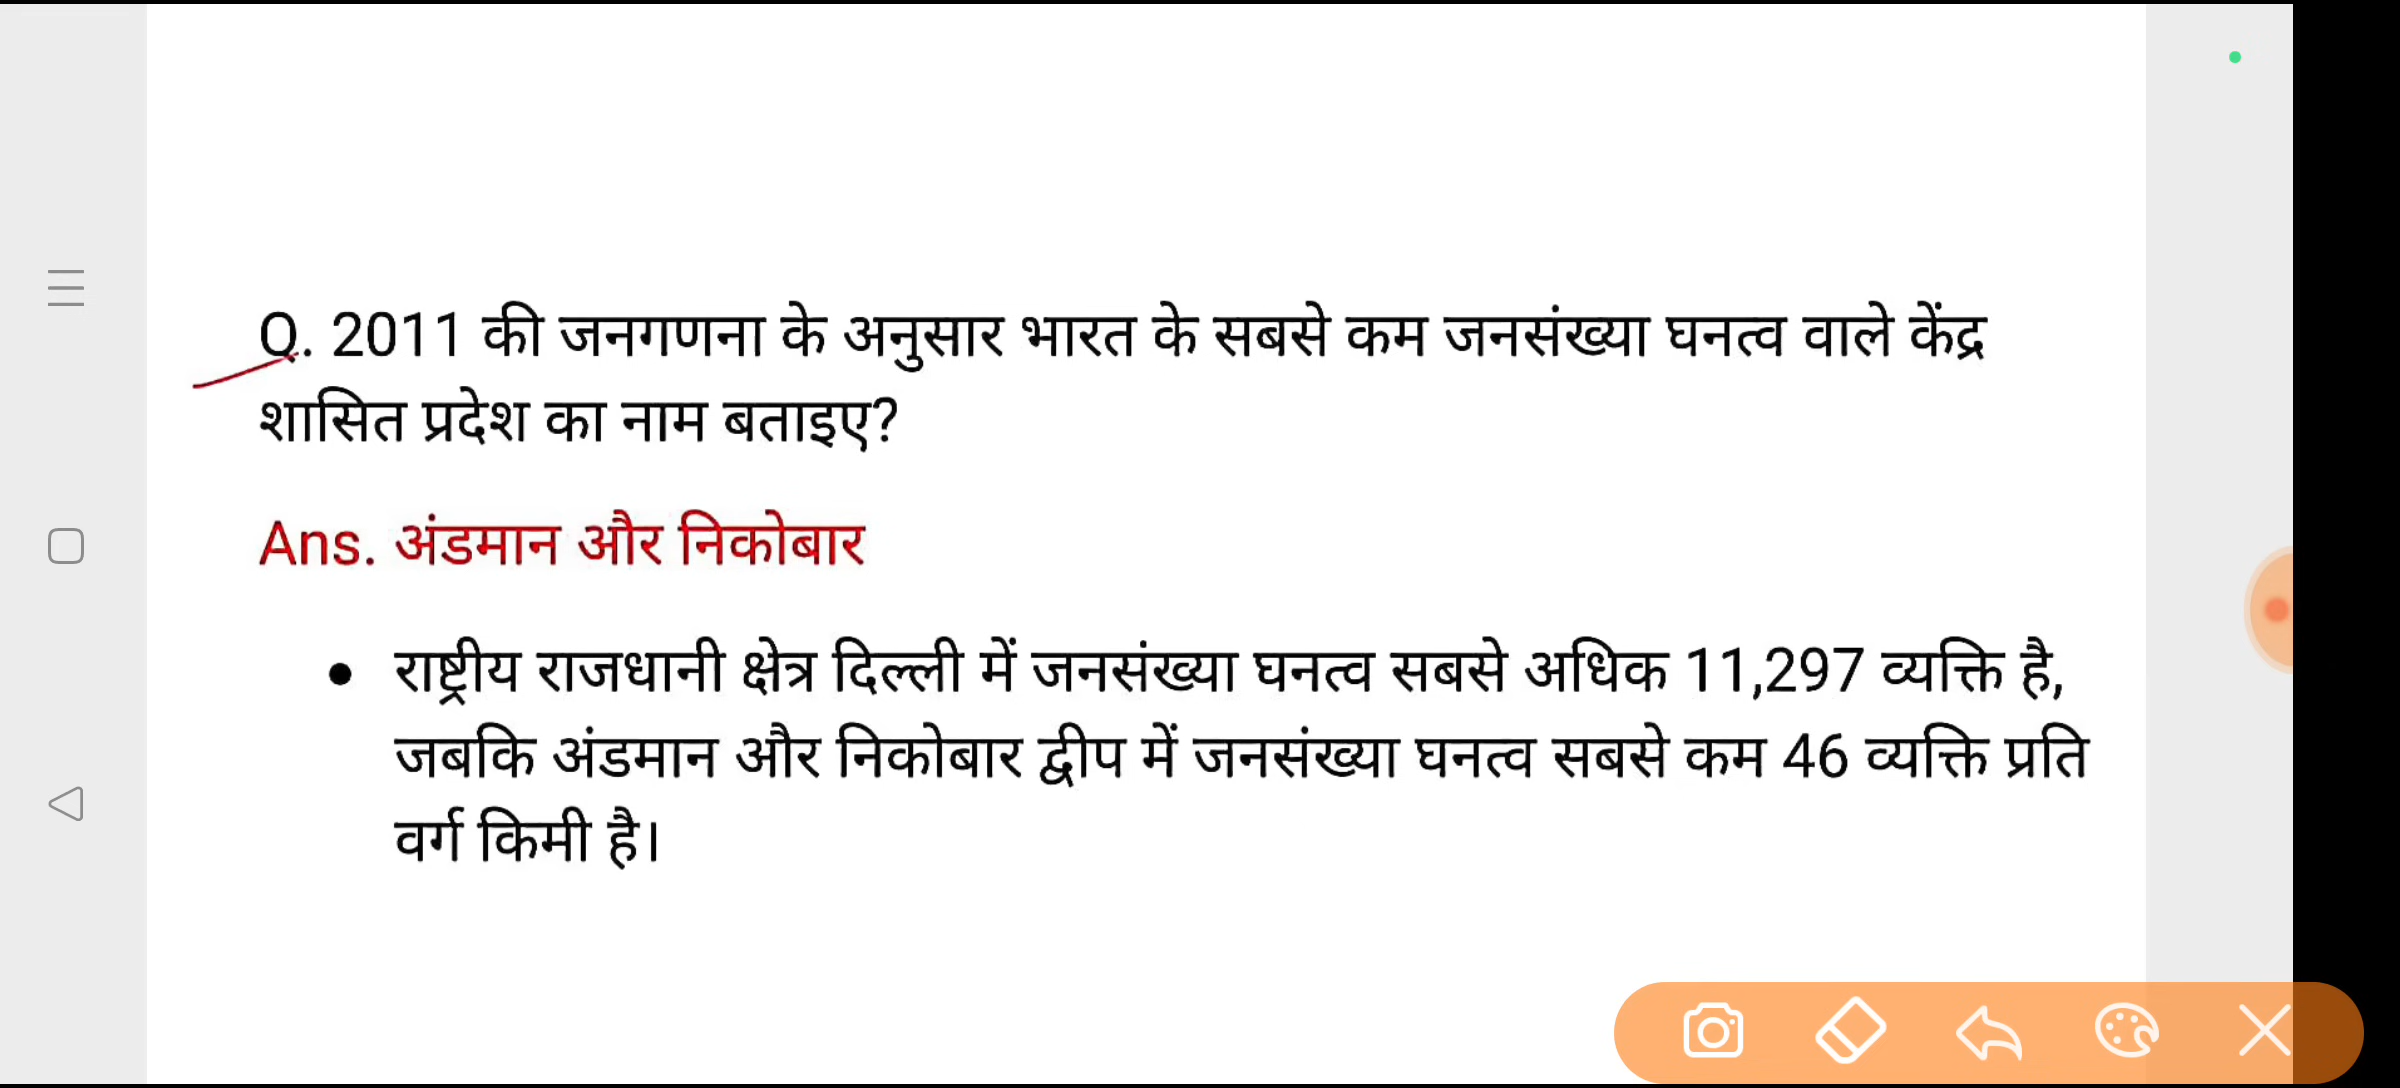 Q. 2011 की जनगणना के अनुसार भारत के सबसे कम जनसंख्या घनत्व वाले केंद्र
शासित प्रदेश का नाम बताइए?
Ans. अंडमान और निकोबार
• राष्ट्रीय राजधानी क्षेत्र दिल्ली में जनसंख्या घनत्व सबसे अधिक 11,297 व्यक्ति है,
जबकि अंडमान और निकोबार द्वीप में जनसंख्या घनत्व सबसे कम 46 व्यक्ति प्रति
वर्ग किमी है।